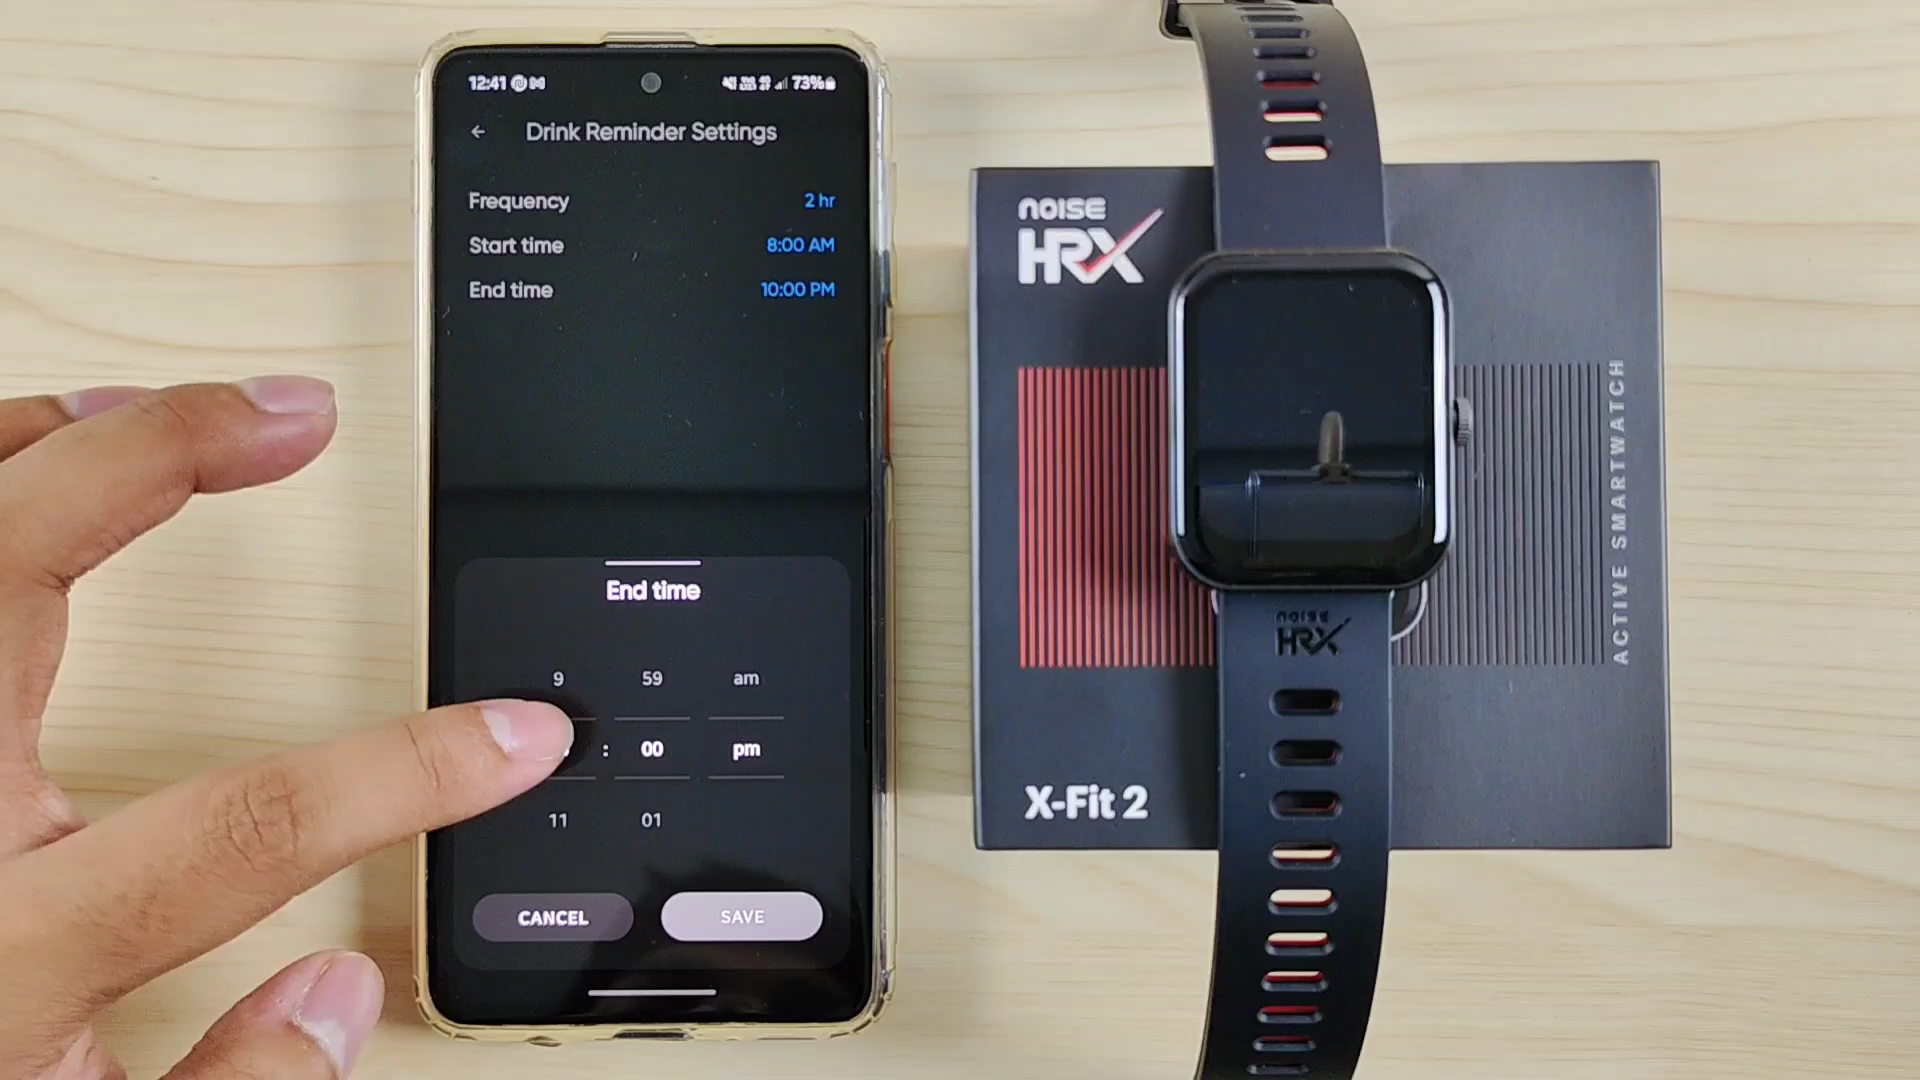 12:41
73%
Drink Reminder Settings
Frequency 2 hr
Start time 8:00 AM
End time 10:00 PM
End time
9 59 am
: 00 pm
11 01
CANCEL SAVE
noise
HRX
ACTIVE SMARTWATCH
X-Fit 2
noise
HRX